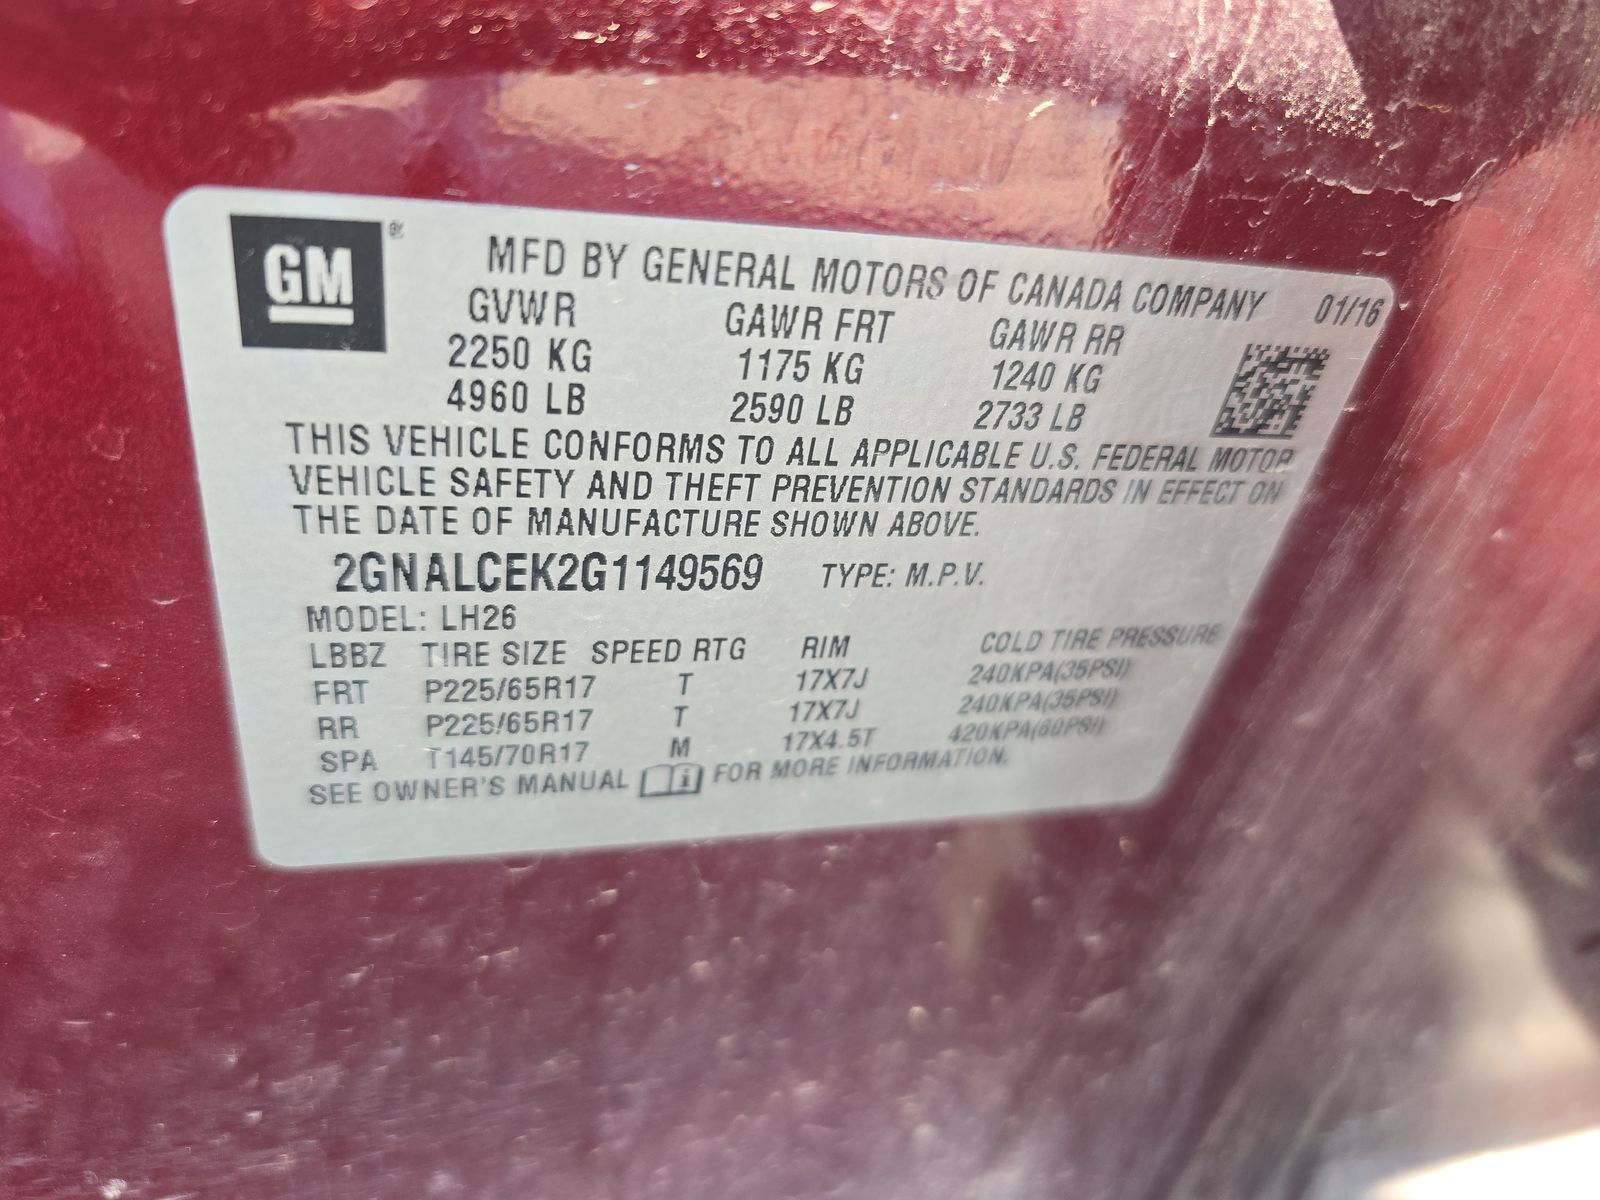 GM
MFD BY GENERAL MOTORS OF CANADA COMPANY 01/16
GVWR GAWR FRT GAWR RR
2250 KG 1175 KG 1240 KG
4960 LB 2590 LB 2733 LB
THIS VEHICLE CONFORMS TO ALL APPLICABLE U.S. FEDERAL MOTOR
VEHICLE SAFETY AND THEFT PREVENTION STANDARDS IN EFFECT ON
THE DATE OF MANUFACTURE SHOWN ABOVE.
2GNALCEK2G1149569 TYPE: M.P.V.
MODEL: LH26
LBBZ TIRE SIZE SPEED RTG RIM COLD TIRE PRESSURE
FRT P225/65R17 T 17X7J 240KPA(35PSI)
RR P225/65R17 T 17X7J 240KPA(35PSI)
SPA T145/70R17 M 17X4.5T 420KPA(60PSI)
SEE OWNER'S MANUAL FOR MORE INFORMATION.